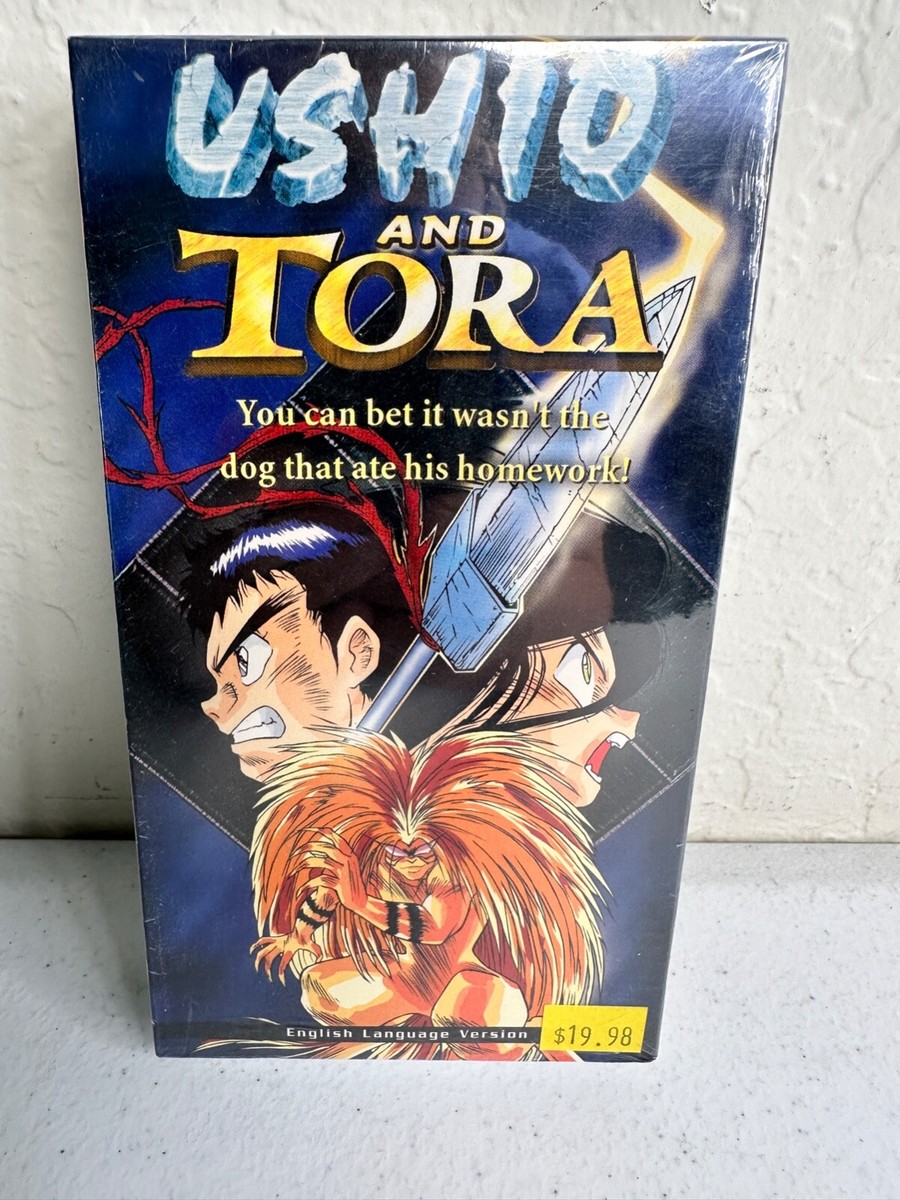 USHIO
AND
TORA
You can bet it wasn't the
dog that ate his homework!
English Language Version
$19.98